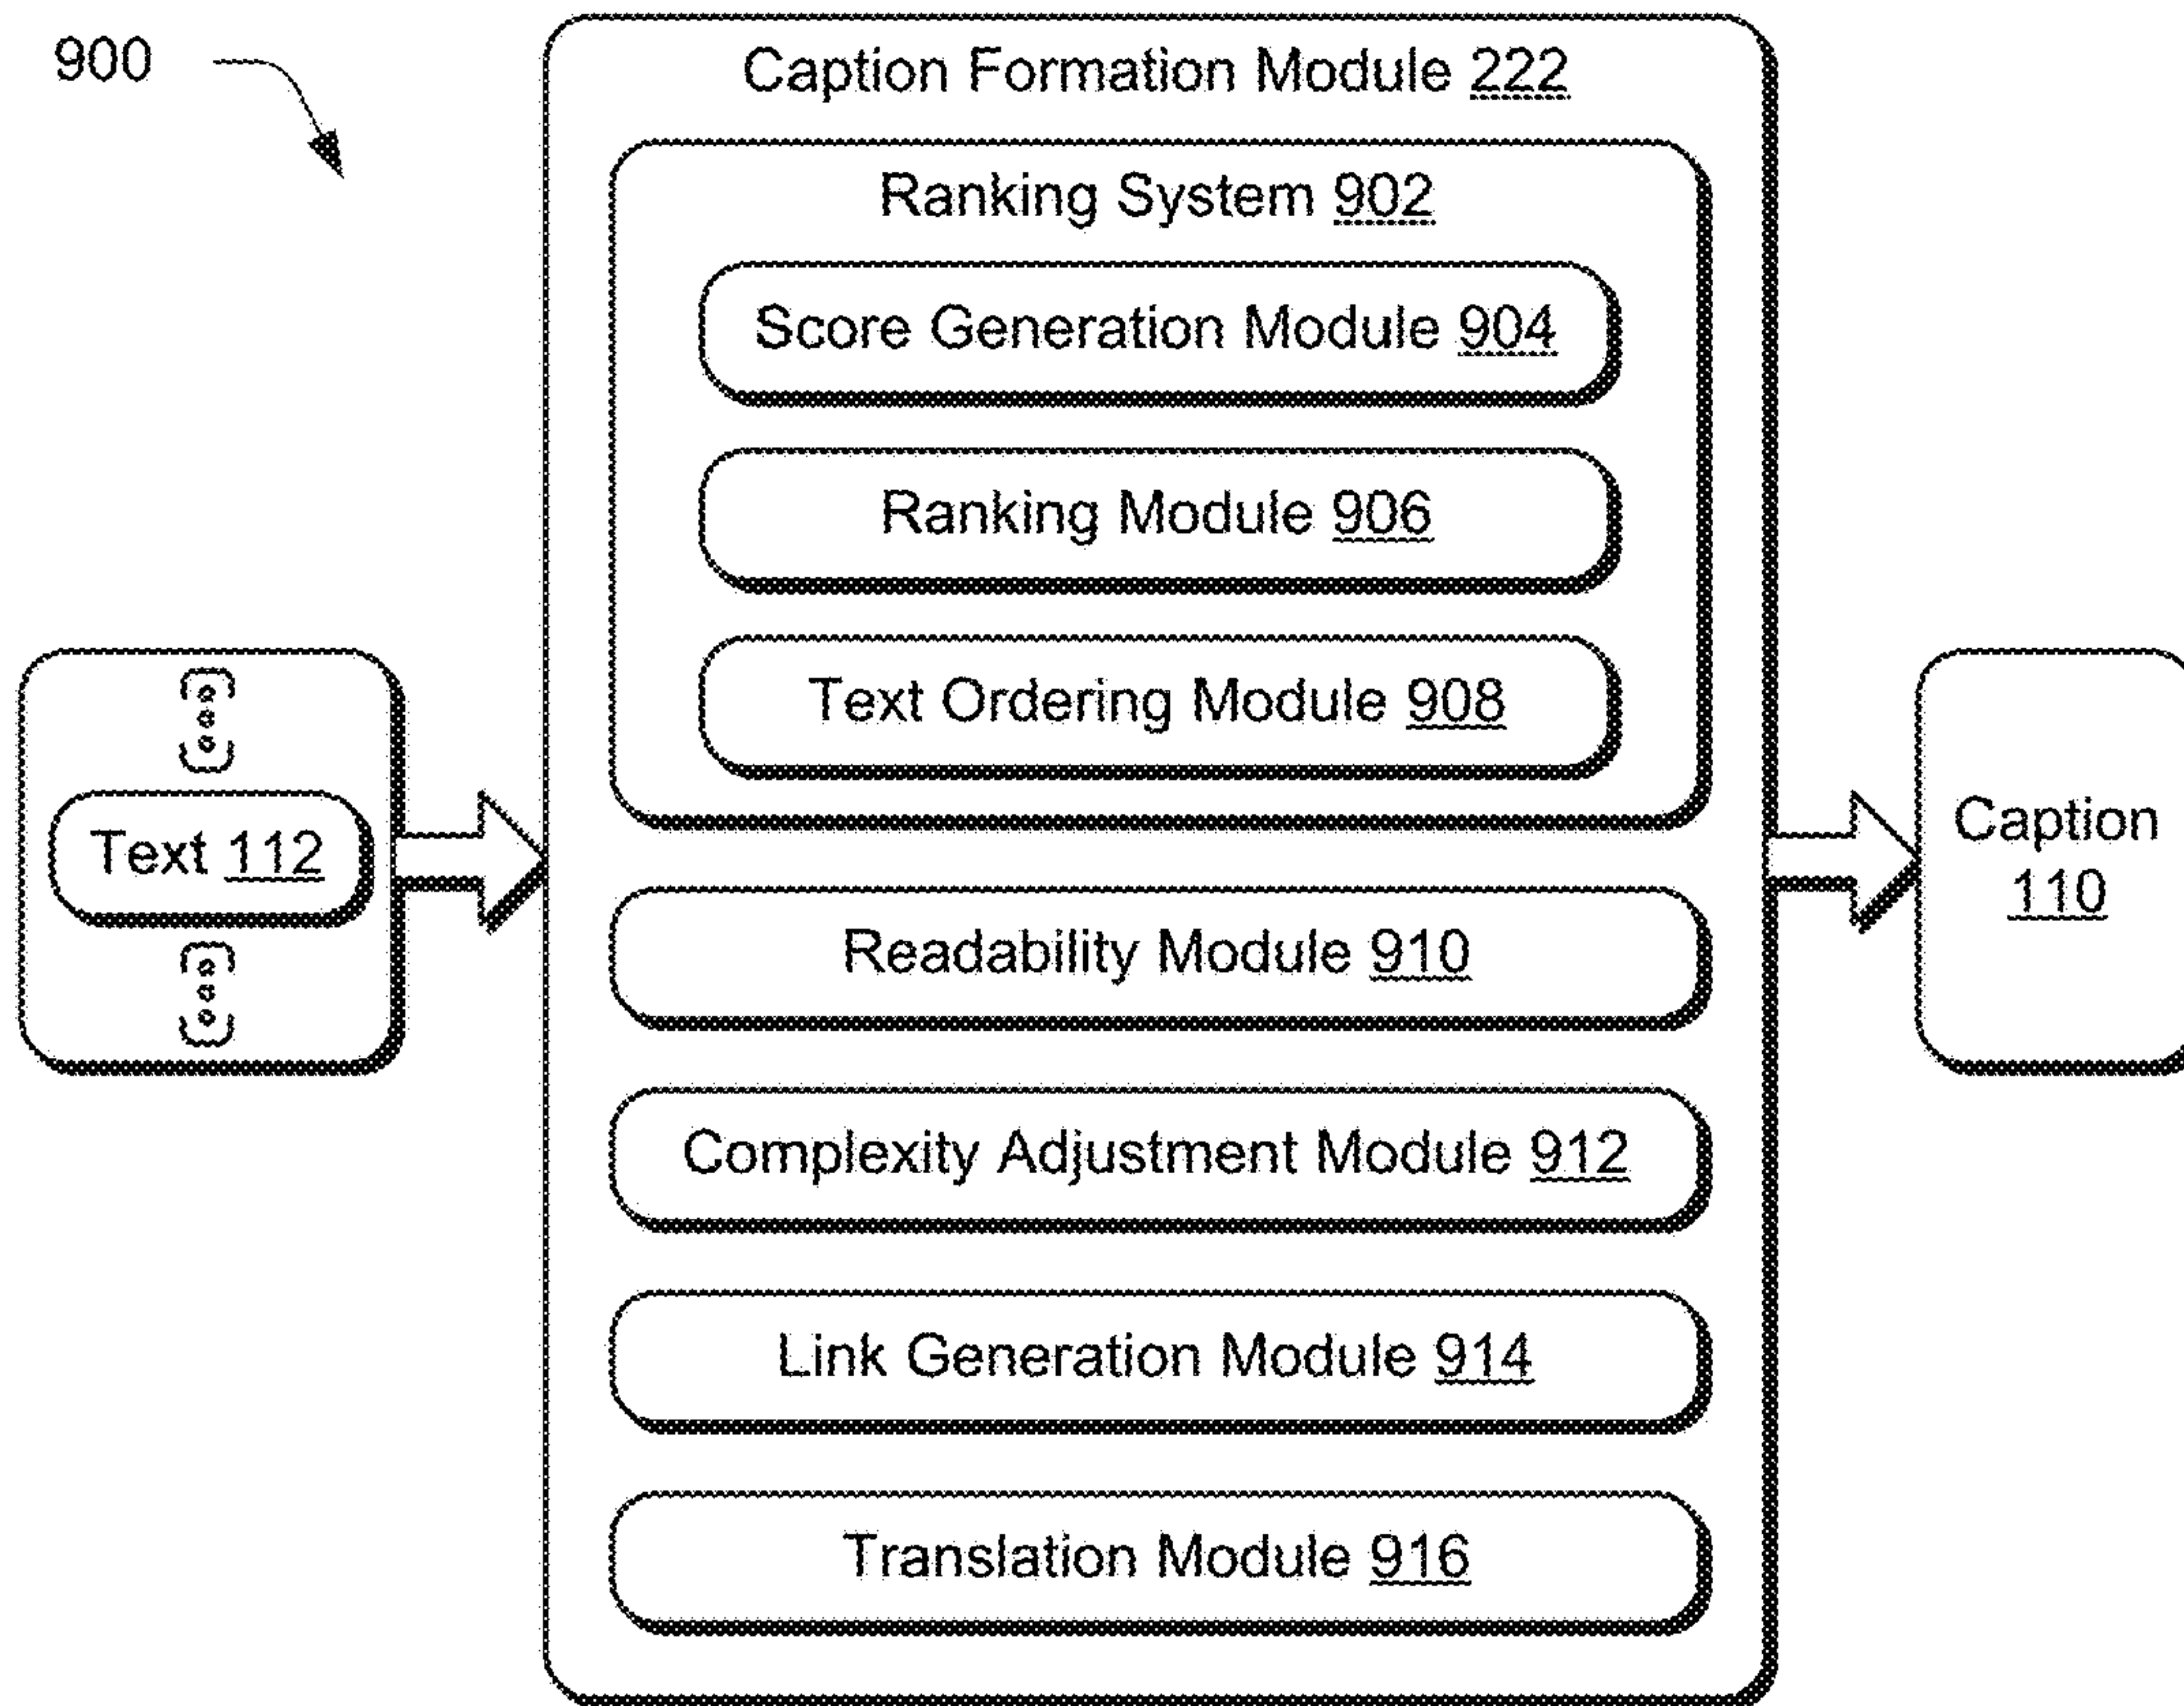 900
Caption Formation Module 222
Ranking System 902
Score Generation Module 904
Ranking Module 906
Text Ordering Module 908
Text 112
Caption
110
Readability Module 910
Complexity Adjustment Module 912
Link Generation Module 914
Translation Module 916